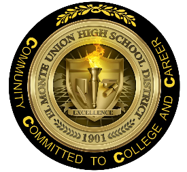 EL MONTE UNION HIGH SCHOOL DISTRICT
EXCELLENCE
1901
COMMUNITY COMMITTED TO COLLEGE AND CAREER